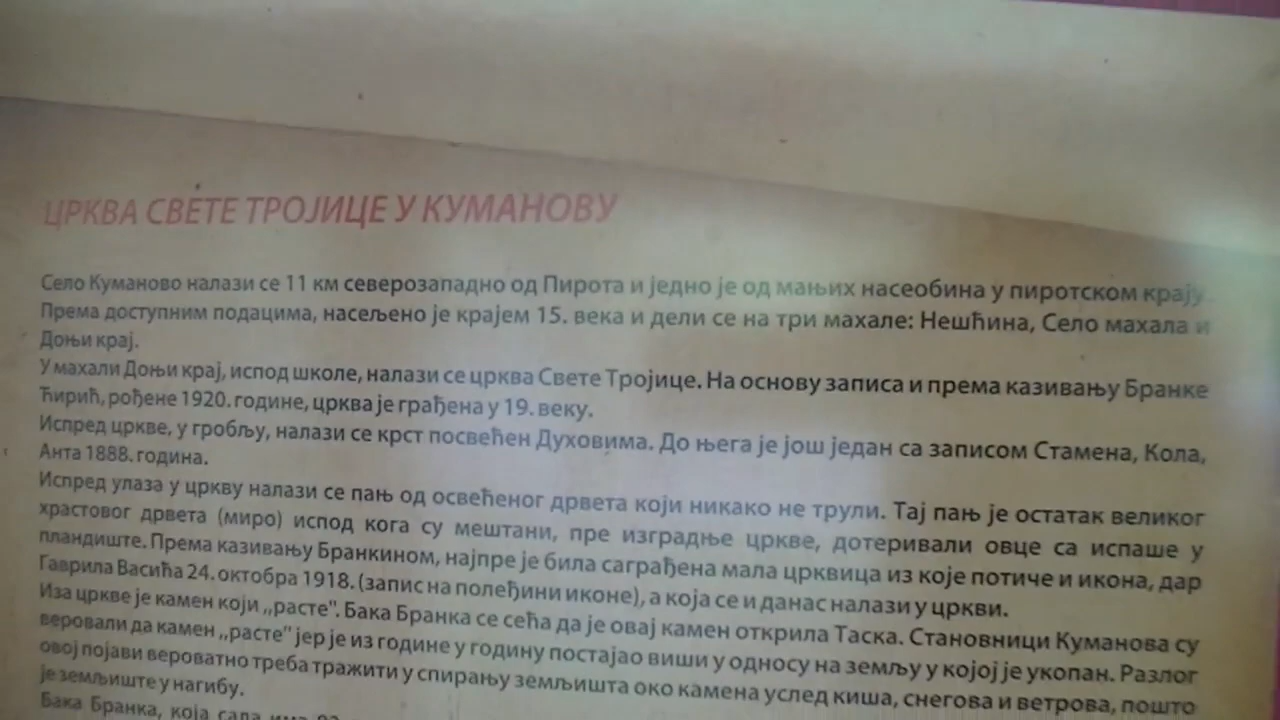 ЦРКВА СВЕТЕ ТРОЈИЦЕ У КУМАНОВУ
Село Куманово налази се 11 км северозападно од Пирота и једно је од мањих насеобина у пиротском крају.
Према доступним подацима, насељено је крајем 15. века и дели се на три махале: Нешћина, Село махала и
Доњи крај.
У махали Доњи крај, испод школе, налази се црква Свете Тројице. На основу записа и према казивању Бранке
Ћирић, рођене 1920. године, црква је грађена у 19. веку.
Испред цркве, у гробљу, налази се крст посвећен Духовима. До њега је још један са записом Стамена, Кола,
Анта 1888. година.
Испред улаза у цркву налази се пањ од освећеног дрвета који никако не трули. Тај пањ је остатак великог
храстовог дрвета (миро) испод кога су мештани, пре изградње цркве, дотеривали овце са испаше у
пландиште. Према казивању Бранкином, најпре је била саграђена мала црквица из које потиче и икона, дар
Гаврила Васића 24. октобра 1918. (запис на полеђини иконе), а која се и данас налази у цркви.
Иза цркве је камен који ,,расте". Бака Бранка се сећа да је овај камен открила Таска. Становници Куманова су
веровали да камен ,,расте" јер је из године у годину постајао виши у односу на земљу у којој је укопан. Разлог
овој појави вероватно треба тражити у спирању земљишта око камена услед киша, снегова и ветрова, пошто
је земљиште у нагибу.
Бака Бранка, која сада има